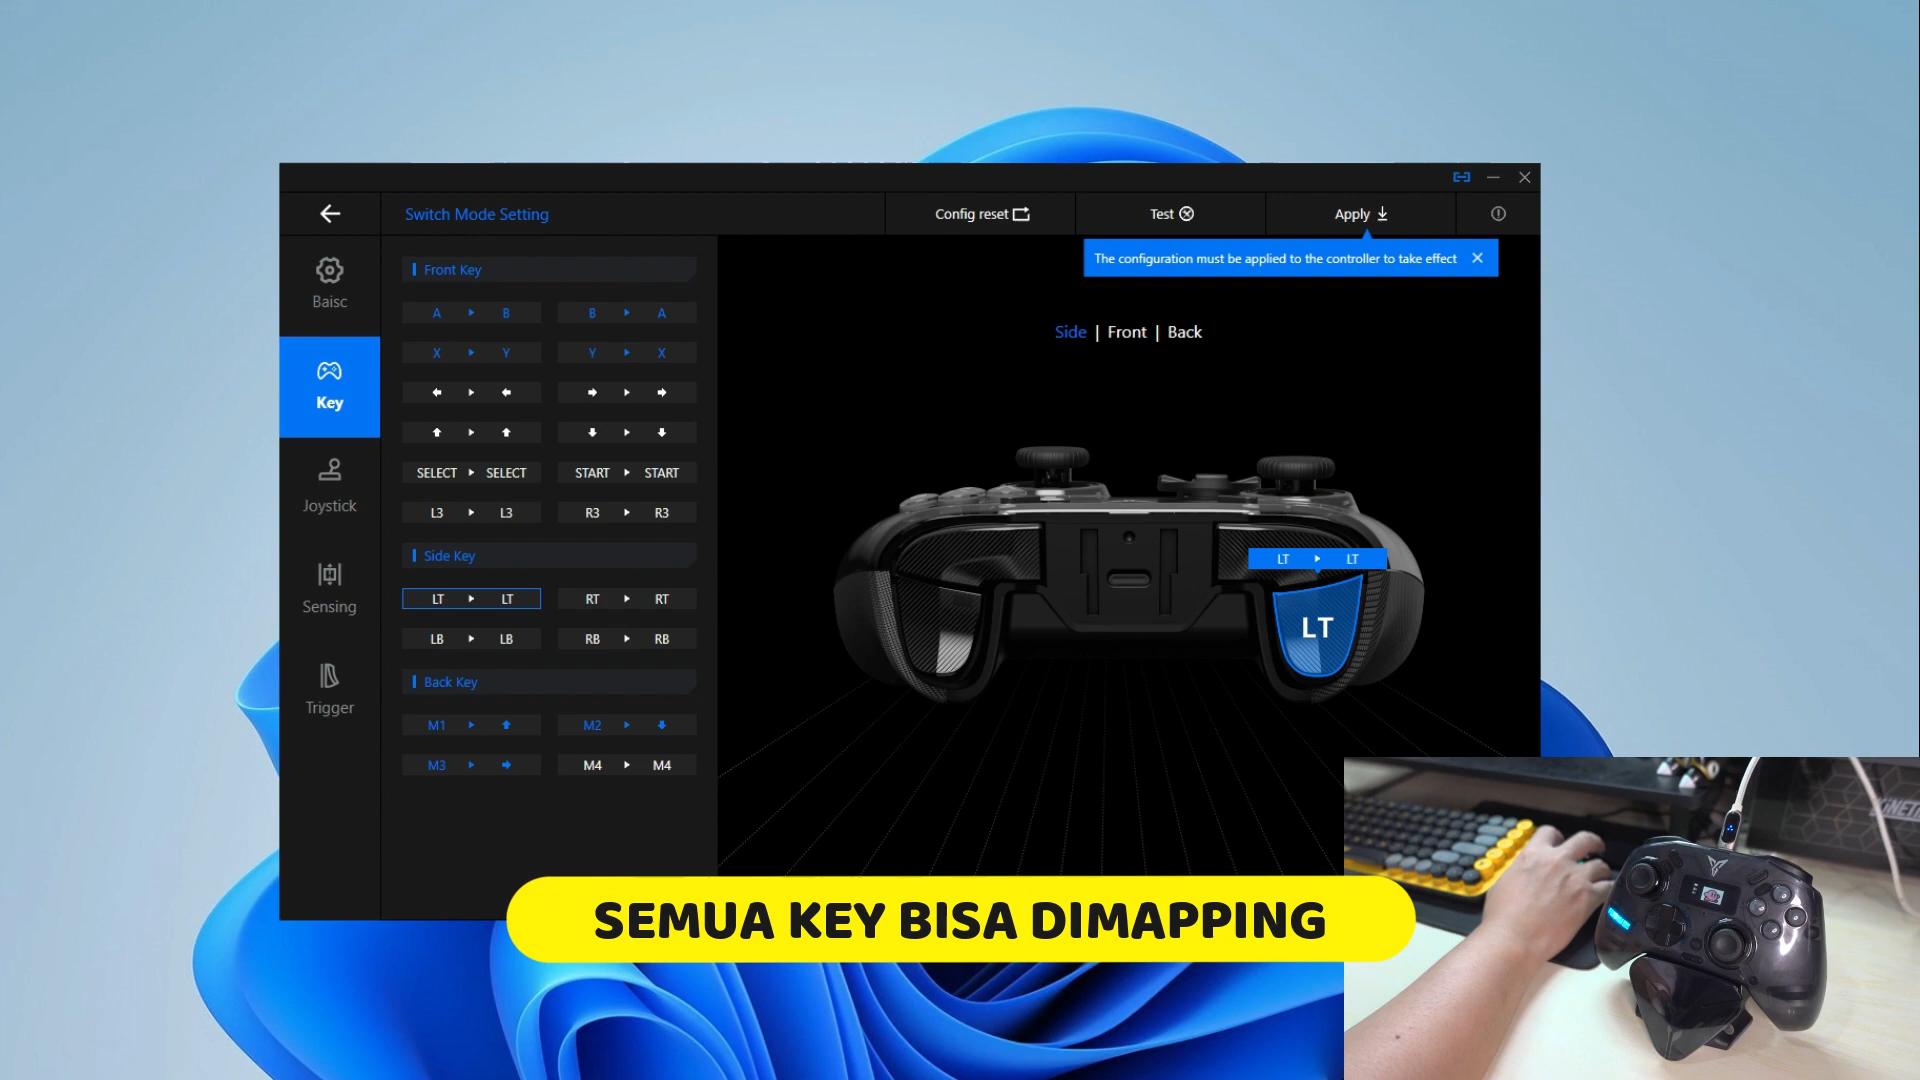 Switch Mode Setting
Config reset
Test
Apply
The configuration must be applied to the controller to take effect
Baisc
Key
Joystick
Sensing
Trigger
Front Key
A B
B A
X Y
Y X
SELECT SELECT
START START
L3 L3
R3 R3
Side Key
LT LT
RT RT
LB LB
RB RB
Back Key
M1
M2
M3
M4 M4
Side | Front | Back
LT LT
LT
SEMUA KEY BISA DIMAPPING